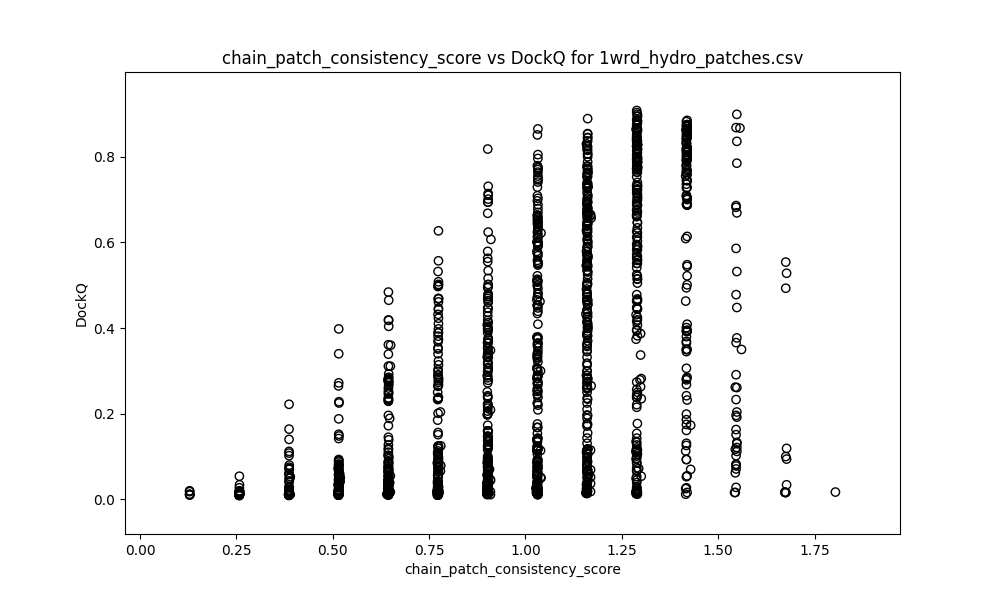 chain_patch_consistency_score vs DockQ for 1wrd_hydro_patches.csv
DockQ
0.8
0.6
0.4
0.2
0.0
0.00 0.25 0.50 0.75 1.00 1.25 1.50 1.75
chain_patch_consistency_score